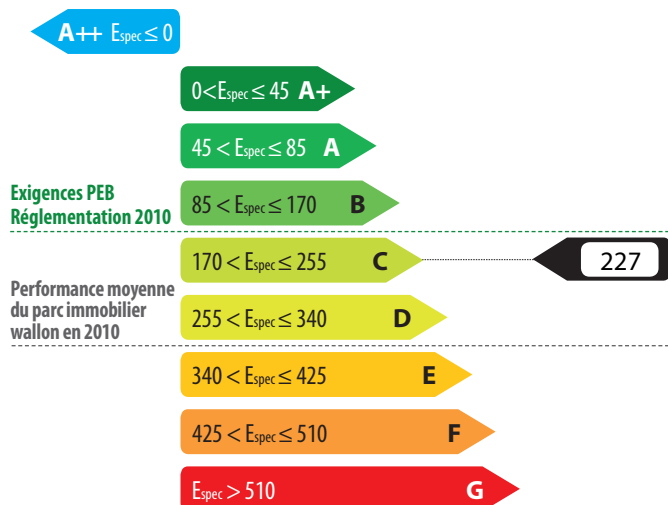 A++ Espec ≤ 0
0<Espec ≤ 45 A+
45 < Espec ≤ 85 A
Exigences PEB
Réglementation 2010
85 < Espec ≤ 170 B
170 < Espec ≤ 255 C
227
Performance moyenne
du parc immobilier
wallon en 2010
255 < Espec ≤ 340 D
340 < Espec ≤ 425 E
425 < Espec ≤ 510 F
Espec > 510 G